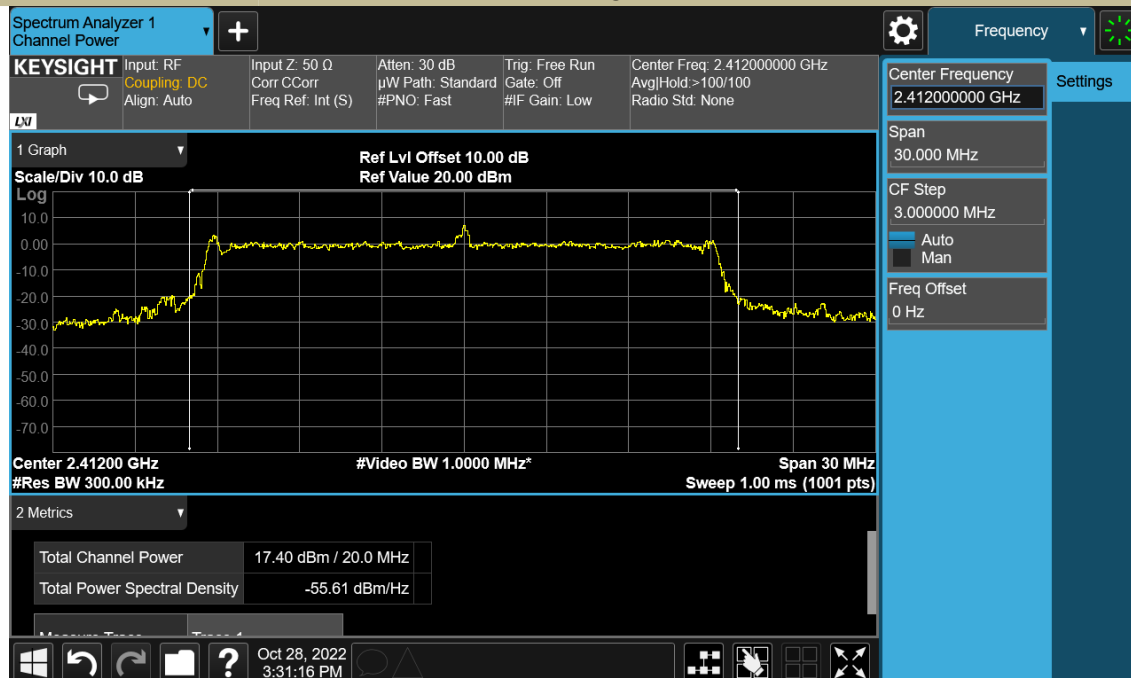 Spectrum Analyzer 1
Channel Power
+
Frequency
KEYSIGHT
LXI
Input: RF
Coupling: DC
Align: Auto
Input Z: 50 Ω
Corr CCorr
Freq Ref: Int (S)
Atten: 30 dB
µW Path: Standard
#PNO: Fast
Trig: Free Run
Gate: Off
#IF Gain: Low
Center Freq: 2.412000000 GHz
Avg|Hold:>100/100
Radio Std: None
1 Graph
Scale/Div 10.0 dB
Ref Lvl Offset 10.00 dB
Ref Value 20.00 dBm
Log
10.0
0.00
-10.0
-20.0
-30.0
-40.0
-50.0
-60.0
-70.0
Center 2.41200 GHz
#Res BW 300.00 kHz
#Video BW 1.0000 MHz*
Span 30 MHz
Sweep 1.00 ms (1001 pts)
2 Metrics
Total Channel Power 17.40 dBm / 20.0 MHz
Total Power Spectral Density -55.61 dBm/Hz
Measure Trace Trace 1
?
Oct 28, 2022
3:31:16 PM
Center Frequency
2.412000000 GHz
Settings
Span
30.000 MHz
CF Step
3.000000 MHz
Auto
Man
Freq Offset
0 Hz